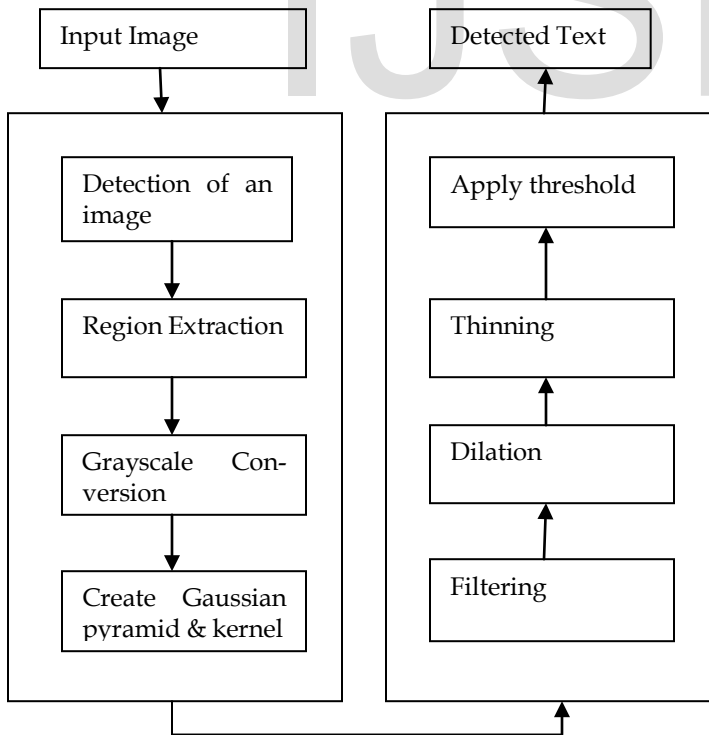 Input Image
Detection of an
image
Region Extraction
Grayscale Con-
version
Create Gaussian
pyramid & kernel
Detected Text
Apply threshold
Thinning
Dilation
Filtering